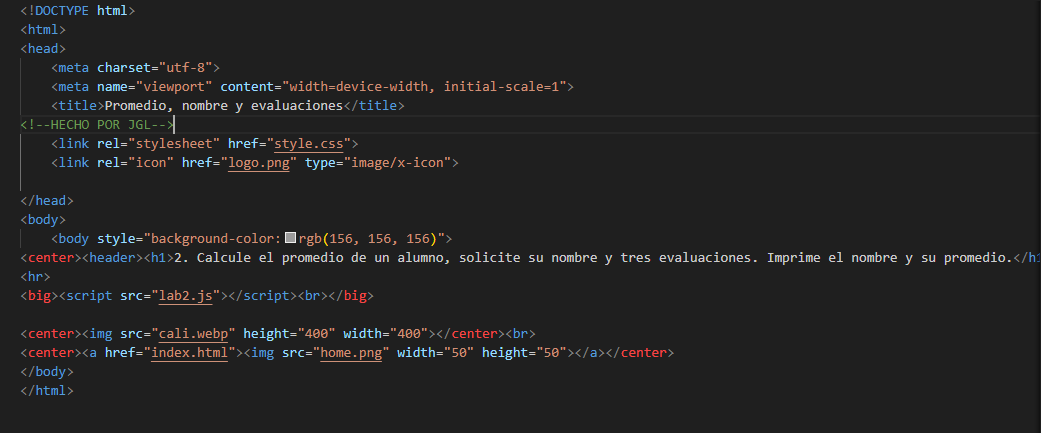 <!DOCTYPE html>
<html>
<head>
    <meta charset="utf-8">
    <meta name="viewport" content="width=device-width, initial-scale=1">
    <title>Promedio, nombre y evaluaciones</title>
<!--HECHO POR JGL-->
    <link rel="stylesheet" href="style.css">
    <link rel="icon" href="logo.png" type="image/x-icon">
</head>
<body>
    <body style="background-color:rgb(156, 156, 156)">
<center><header><h1>2. Calcule el promedio de un alumno, solicite su nombre y tres evaluaciones. Imprime el nombre y su promedio.</h1
<hr>
<big><script src="lab2.js"></script><br></big>
<center><img src="cali.webp" height="400" width="400"></center><br>
<center><a href="index.html"><img src="home.png" width="50" height="50"></a></center>
</body>
</html>